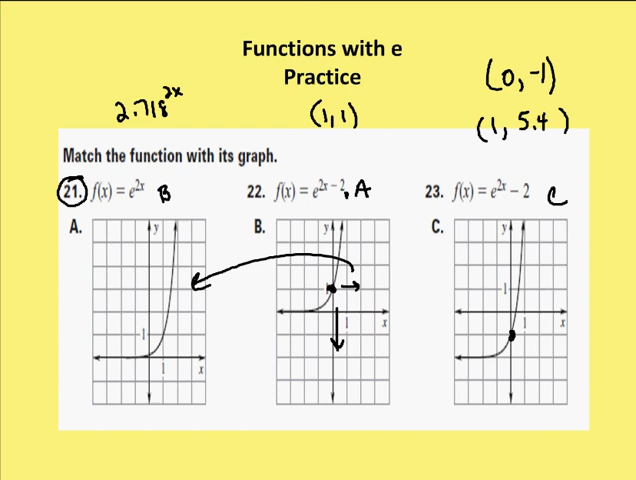 Functions with e
Practice
(0, -1)
2.718^2x
(1,1)
(1, 5.4)
Match the function with its graph.
21. f(x) = e^2x B
22. f(x) = e^2x − 2 A
23. f(x) = e^2x − 2 C
A.
B.
C.
y
1
1
x
y
1
1
x
y
1
1
x